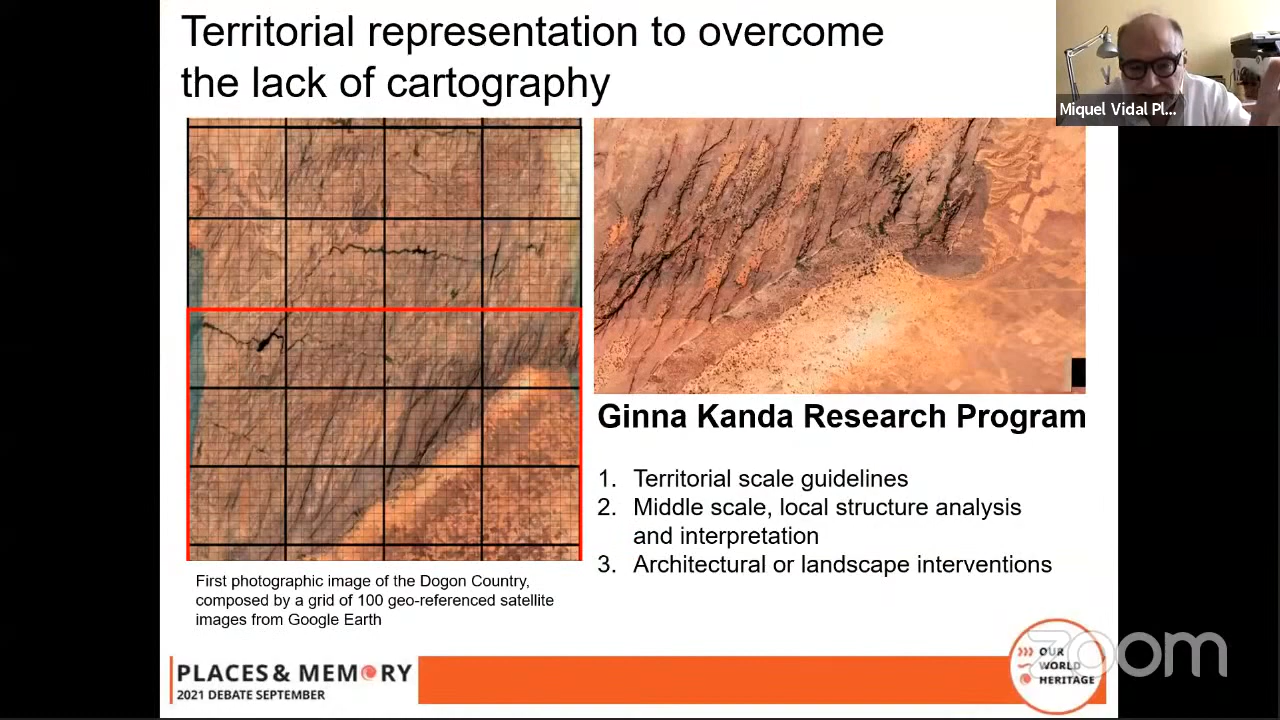 Territorial representation to overcome
the lack of cartography
Miquel Vidal Pl...
Ginna Kanda Research Program
1. Territorial scale guidelines
2. Middle scale, local structure analysis
and interpretation
3. Architectural or landscape interventions
First photographic image of the Dogon Country,
composed by a grid of 100 geo-referenced satellite
images from Google Earth
PLACES & MEMORY
2021 DEBATE SEPTEMBER
OUR
WORLD
HERITAGE
zoom